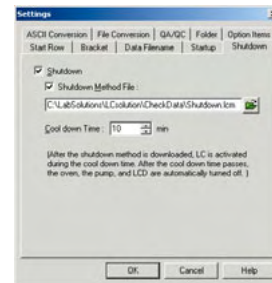 Settings
ASCII Conversion File Conversion QA/QC Folder Option Items
Start Row Bracket Data Filename Startup Shutdown
Shutdown
Shutdown Method File :
C:\LabSolutions\LCsolution\CheckData\Shutdown.lcm
Cool down Time : 10 min
(After the shutdown method is downloaded, LC is activated
during the cool down time. After the cool down time passes,
the oven, the pump, and LCD are automatically turned off. )
OK Cancel Help